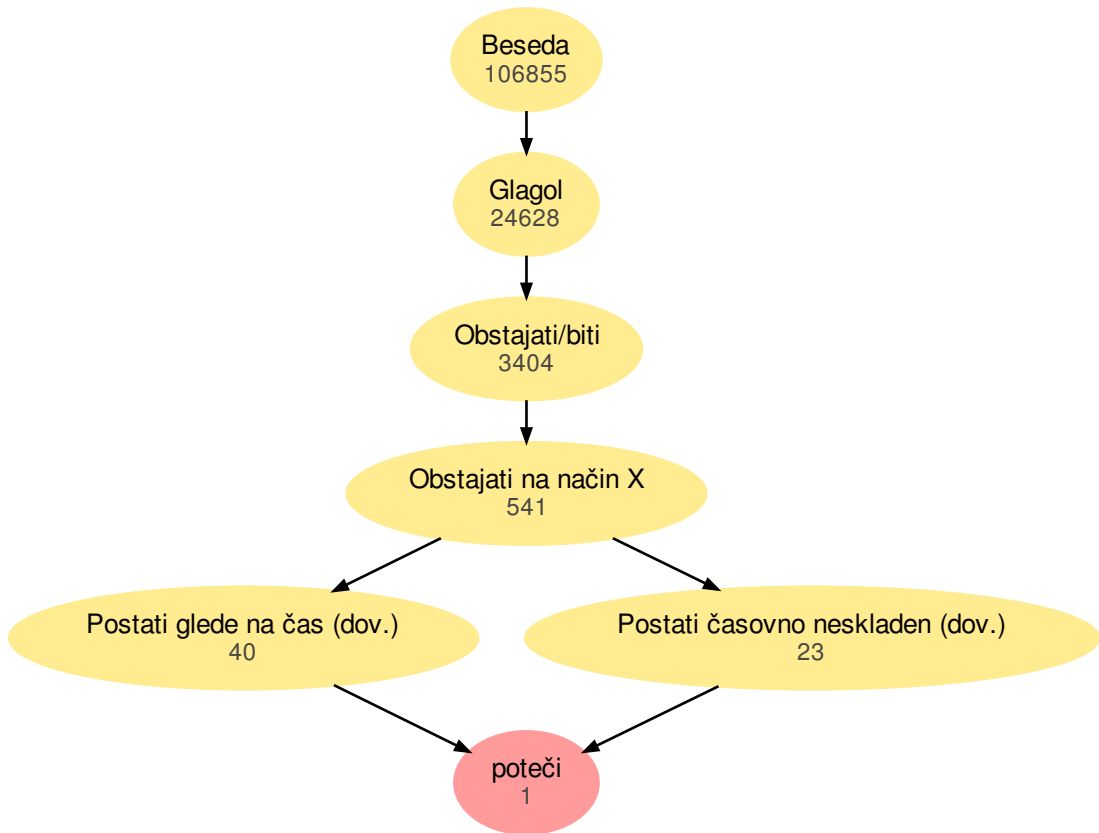 Beseda
106855
Glagol
24628
Obstajati/biti
3404
Obstajati na način X
541
Postati glede na čas (dov.)
40
Postati časovno neskladen (dov.)
23
poteči
1